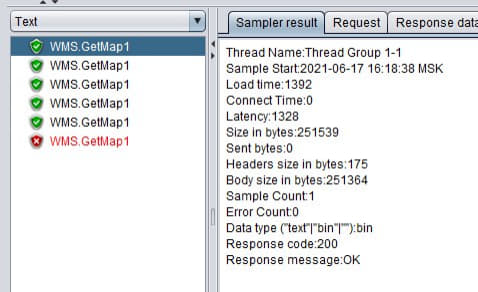 Text
WMS.GetMap1
WMS.GetMap1
WMS.GetMap1
WMS.GetMap1
WMS.GetMap1
WMS.GetMap1
Sampler result
Request
Response data
Thread Name:Thread Group 1-1
Sample Start:2021-06-17 16:18:38 MSK
Load time:1392
Connect Time:0
Latency:1328
Size in bytes:251539
Sent bytes:0
Headers size in bytes:175
Body size in bytes:251364
Sample Count:1
Error Count:0
Data type ("text"|"bin"|""):bin
Response code:200
Response message:OK